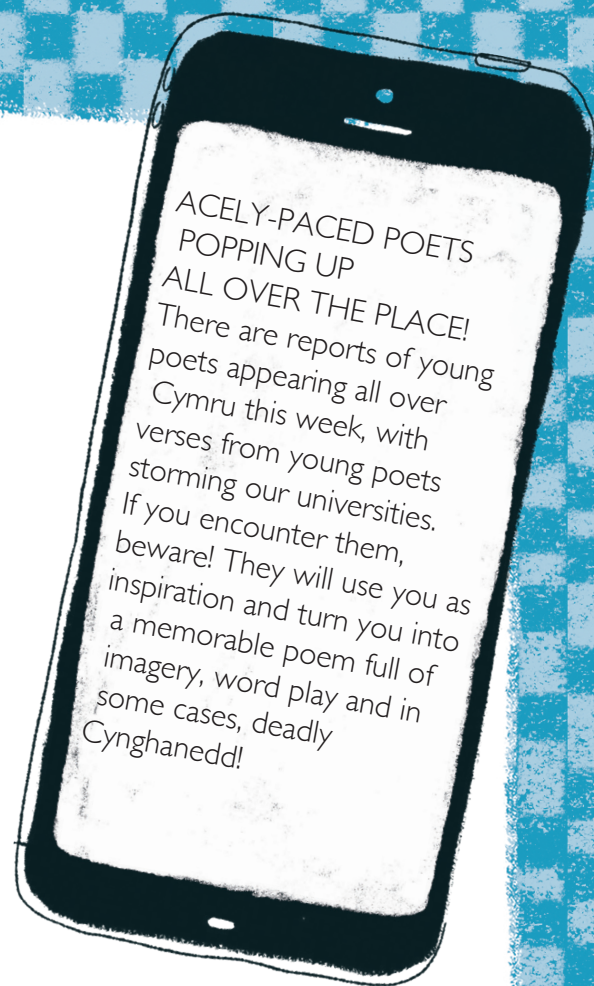 ACELY-PACED POETS
POPPING UP
ALL OVER THE PLACE!
There are reports of young
poets appearing all over
Cymru this week, with
verses from young poets
storming our universities.
If you encounter them,
beware! They will use you as
inspiration and turn you into
a memorable poem full of
imagery, word play and in
some cases, deadly
Cynghanedd!